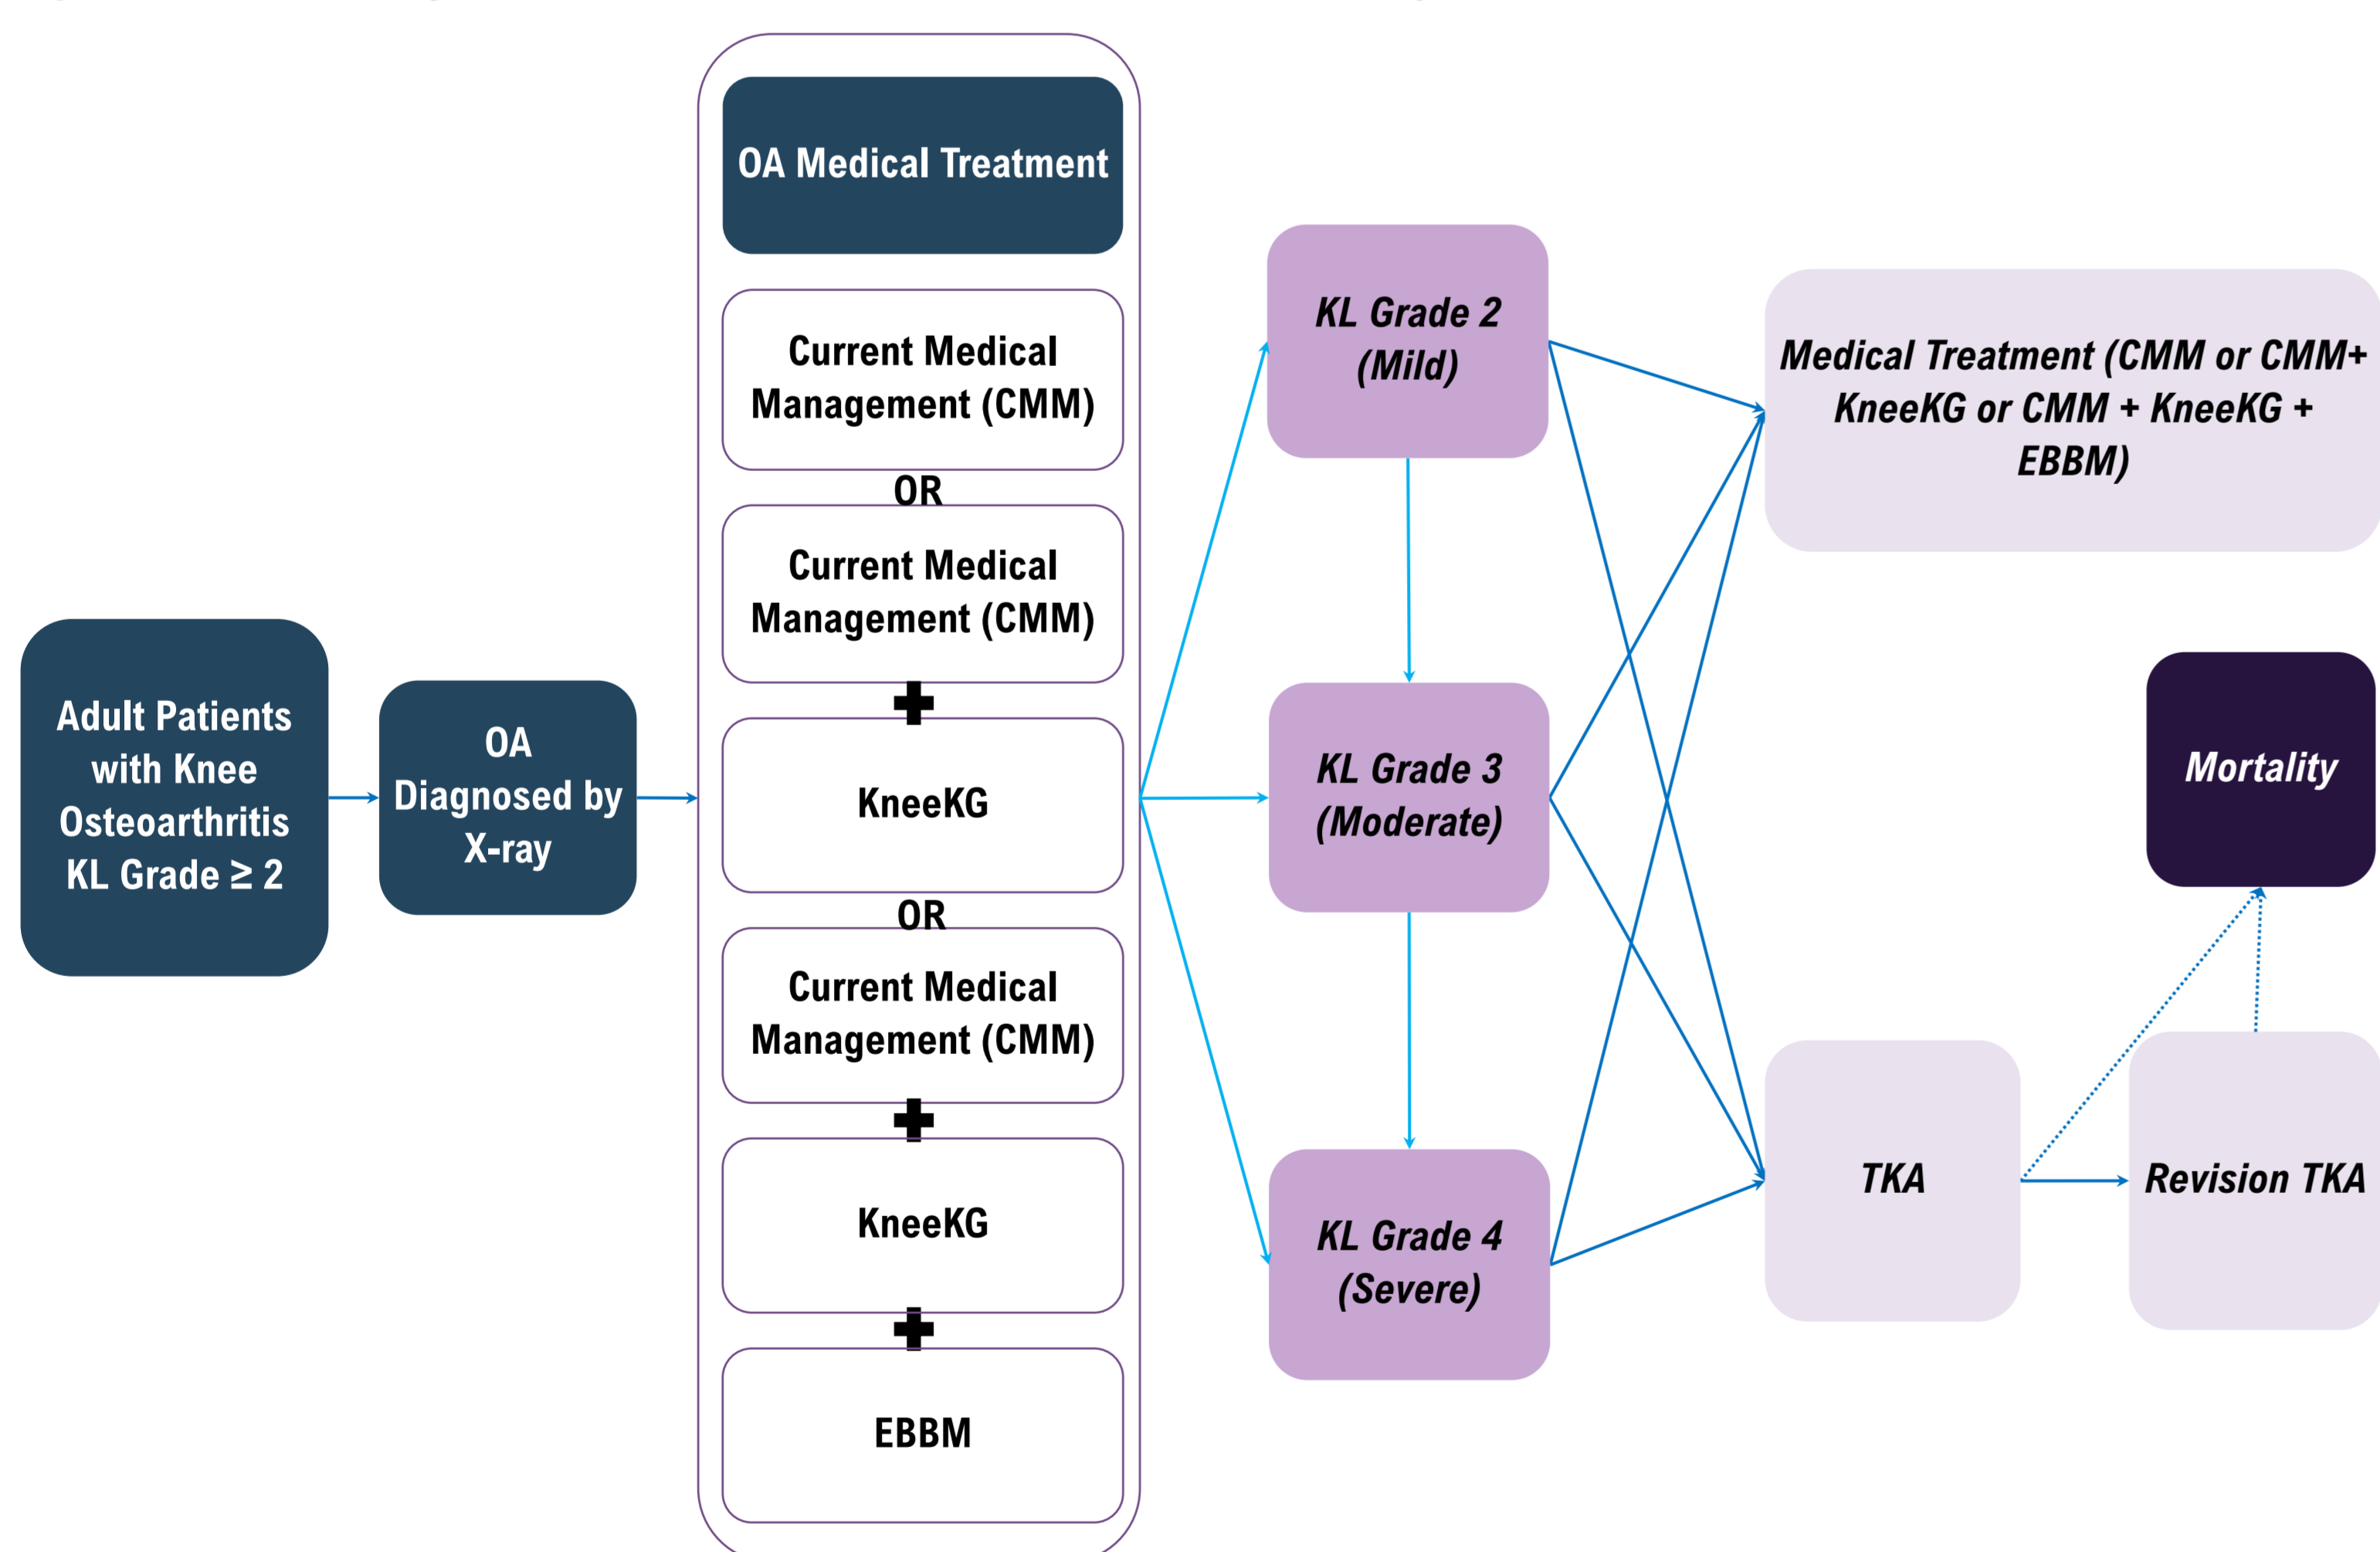 Adult Patients
with Knee
Osteoarthritis
KL Grade ≥ 2
OA
Diagnosed by
X-ray
OA Medical Treatment
Current Medical
Management (CMM)
OR
Current Medical
Management (CMM)
KneeKG
OR
Current Medical
Management (CMM)
KneeKG
EBBM
KL Grade 2
(Mild)
KL Grade 3
(Moderate)
KL Grade 4
(Severe)
Medical Treatment (CMM or CMM+
KneeKG or CMM + KneeKG +
EBBM)
Mortality
TKA
Revision TKA